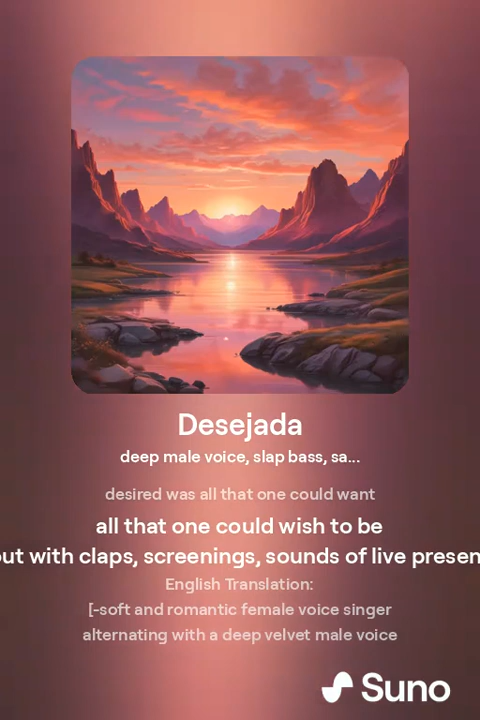 Desejada
deep male voice, slap bass, sa...
desired was all that one could want
all that one could wish to be
out with claps, screenings, sounds of live presen
English Translation:
[-soft and romantic female voice singer
alternating with a deep velvet male voice
Suno